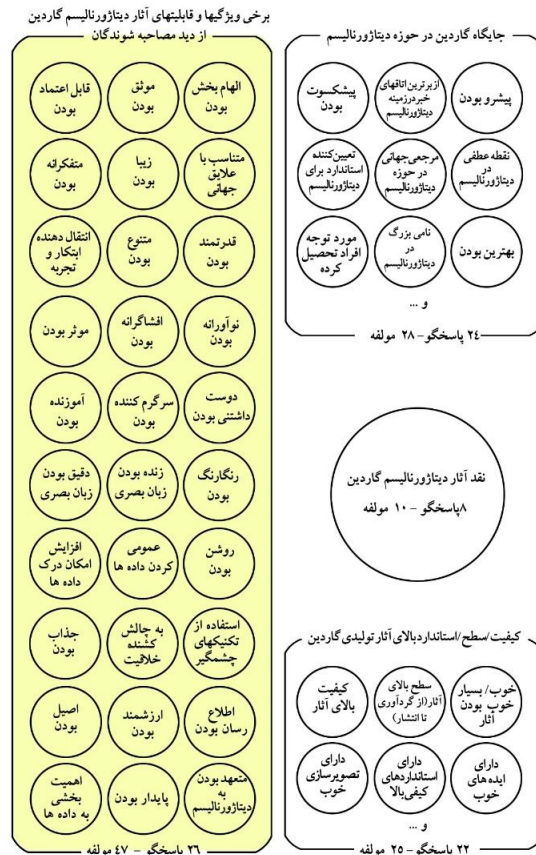 جایگاه گاردین در حوزه دیتاژورنالیسم
پیشرو بودن
ازبرترین اتاقهای
خبردرزمینه
دیتاژورنالیسم
پیشکسوت
بودن
نقطه عطفی
در
دیتاژورنالیسم
مرجعی‌جهانی
در حوزه
دیتاژورنالیسم
تعیین‌کننده
استاندارد برای
دیتاژورنالیسم
بهترین بودن
نامی بزرگ
در
دیتاژورنالیسم
مورد توجه
افراد تحصیل
کرده
و ...
۲۴ پاسخگو - ۲۸ مولفه
نقد آثار دیتاژورنالیسم گاردین
۸پاسخگو - ۱۰ مولفه
کیفیت/سطح/استانداردبالای آثار تولیدی گاردین
خوب/ بسیار
خوب بودن
آثار
سطح بالای
آثار(از گردآوری
تا انتشار)
کیفیت
بالای آثار
دارای
ایده های
خوب
دارای
استانداردهای
کیفی‌بالا
دارای
تصویرسازی
خوب
و ...
۲۲ پاسخگو - ۲۵ مولفه
برخی ویژگیها و قابلیتهای آثار دیتاژورنالیسم گاردین
از دید مصاحبه شوندگان
الهام بخش
بودن
موثق
بودن
قابل اعتماد
بودن
متناسب با
علایق
جهانی
زیبا
بودن
متفکرانه
بودن
قدرتمند
بودن
متنوع
بودن
انتقال دهنده
ابتکار و
تجربه
نوآورانه
بودن
افشاگرانه
بودن
موثر بودن
دوست
داشتنی بودن
سرگرم کننده
بودن
آموزنده
بودن
رنگارنگ
بودن
زنده بودن
زبان بصری
دقیق بودن
زبان بصری
روشن
بودن
عمومی
کردن داده ها
افزایش
امکان درک
داده ها
استفاده از
تکنیکهای
چشمگیر
به چالش
کشنده
خلاقیت
جذاب
بودن
اطلاع
رسان بودن
ارزشمند
بودن
اصیل
بودن
متعهد بودن
به
دیتاژورنالیسم
پایدار بودن
اهمیت
بخشی
به داده ها
۲۶ پاسخگو - ۴۷ مولفه